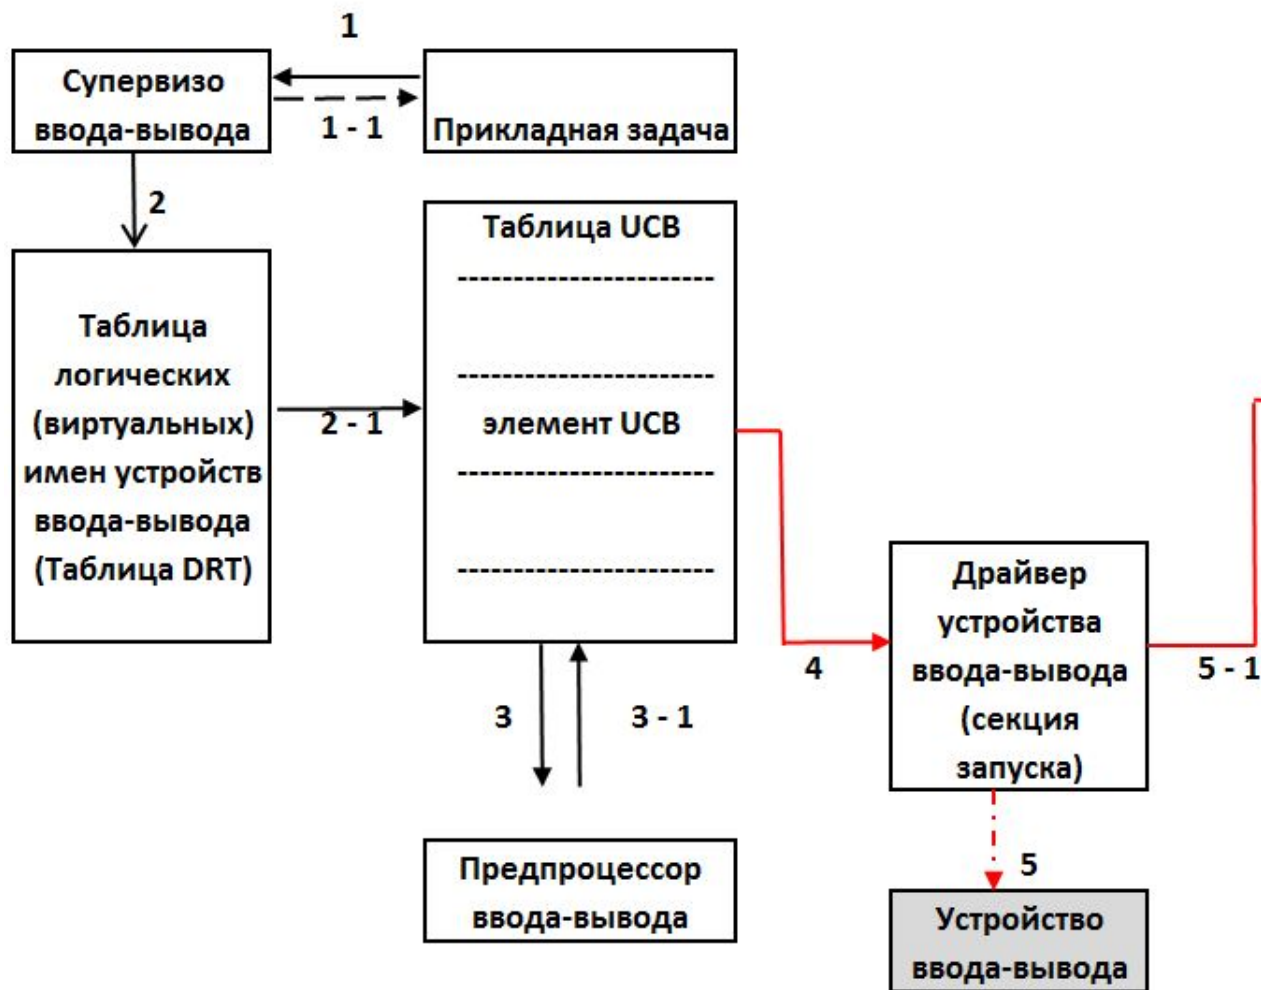 1
Супервизо
ввода-вывода
1 - 1
Прикладная задача
2
Таблица UCB
Таблица
логических
(виртуальных)
имен устройств
ввода-вывода
(Таблица DRT)
2 - 1
элемент UCB
Драйвер
устройства
ввода-вывода
(секция
запуска)
4
5 - 1
3
3 - 1
Предпроцессор
ввода-вывода
5
Устройство
ввода-вывода